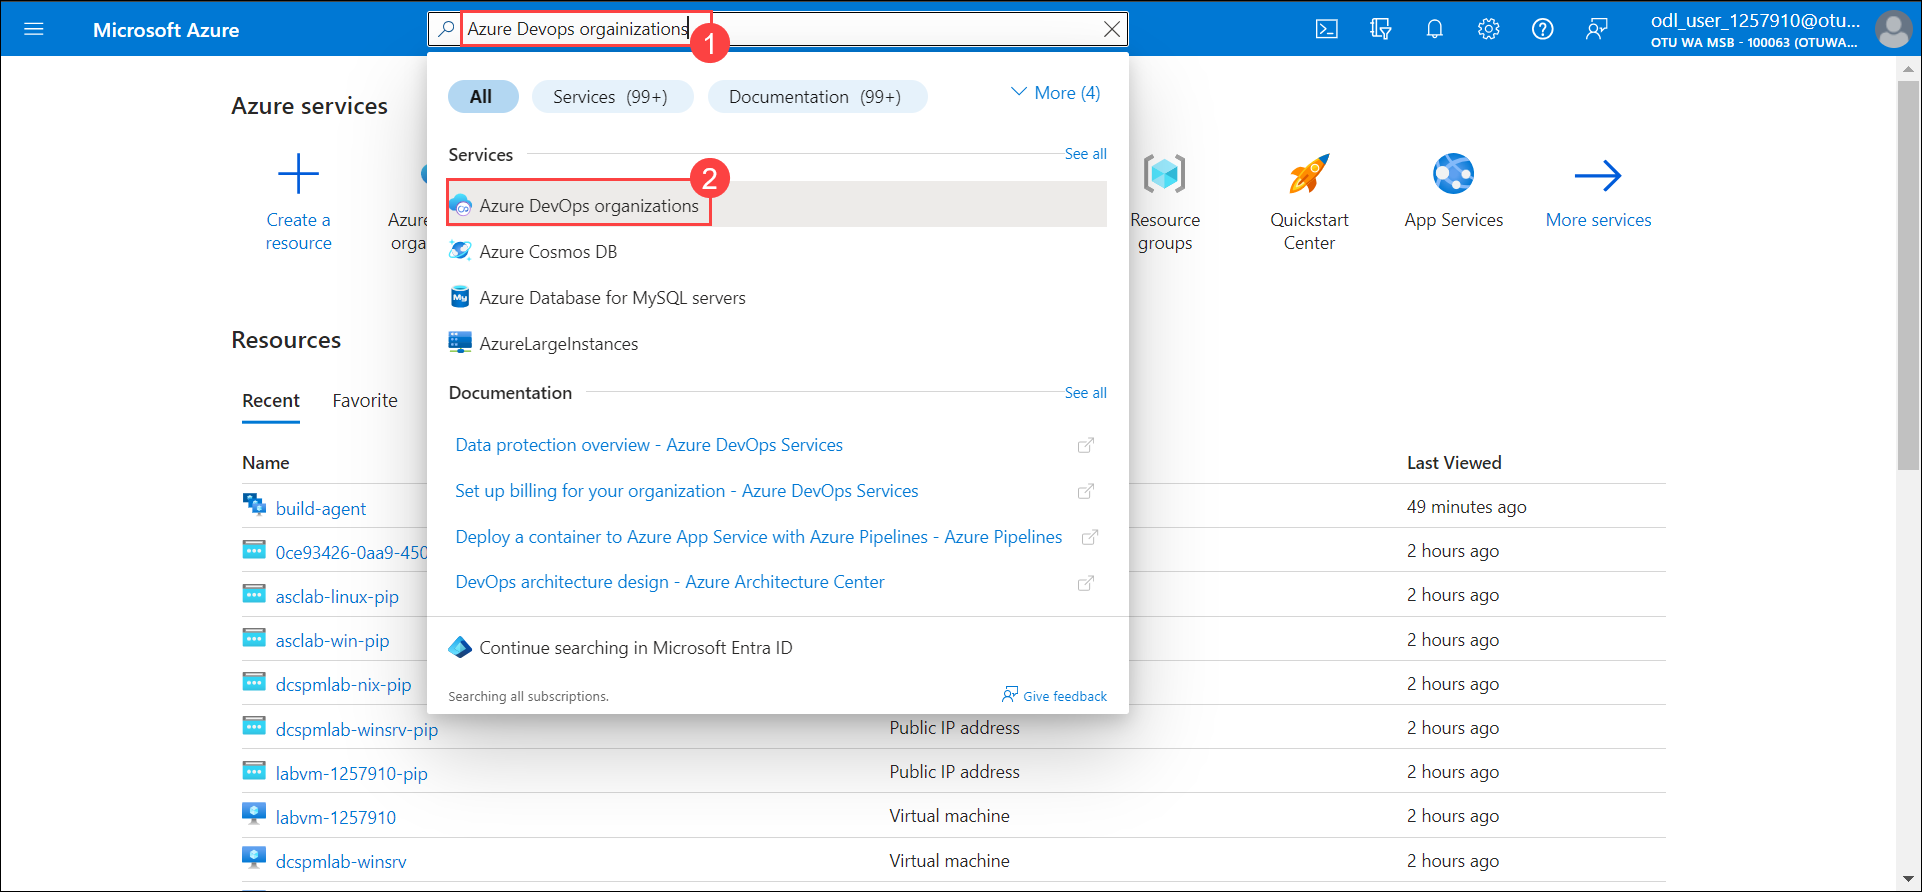 Microsoft Azure
Azure Devops orgainizations
1
odl_user_1257910@otu...
OTU WA MSB - 100063 (OTUWA...
All
Services (99+)
Documentation (99+)
More (4)
Azure services
Services
See all
2
Azure DevOps organizations
Azure Cosmos DB
Azure Database for MySQL servers
AzureLargeInstances
Create a
resource
Azure
orga
Resource
groups
Quickstart
Center
App Services
More services
Documentation
See all
Data protection overview - Azure DevOps Services
Set up billing for your organization - Azure DevOps Services
Deploy a container to Azure App Service with Azure Pipelines - Azure Pipelines
DevOps architecture design - Azure Architecture Center
Continue searching in Microsoft Entra ID
Searching all subscriptions.
Give feedback
Resources
Recent
Favorite
Name
Last Viewed
build-agent
49 minutes ago
0ce93426-0aa9-450
2 hours ago
asclab-linux-pip
2 hours ago
asclab-win-pip
2 hours ago
dcspmlab-nix-pip
2 hours ago
dcspmlab-winsrv-pip
Public IP address
2 hours ago
labvm-1257910-pip
Public IP address
2 hours ago
labvm-1257910
Virtual machine
2 hours ago
dcspmlab-winsrv
Virtual machine
2 hours ago